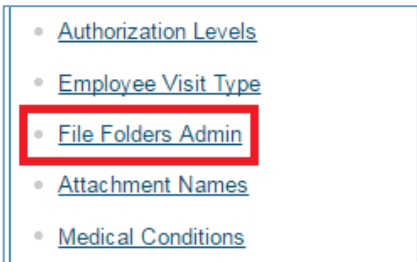 Authorization Levels
Employee Visit Type
File Folders Admin
Attachment Names
Medical Conditions